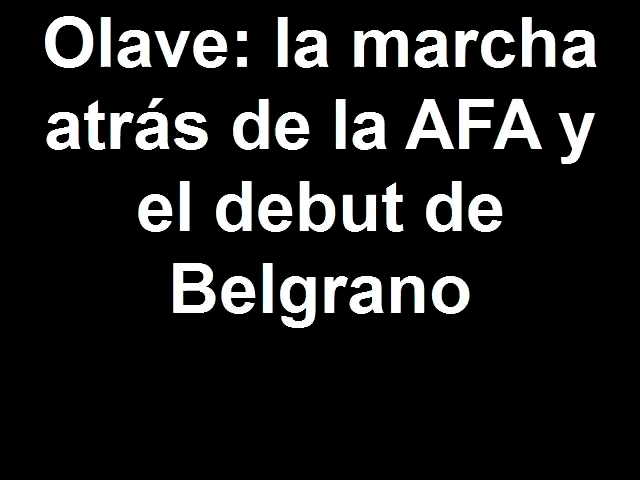 Olave: la marcha
atrás de la AFA y
el debut de
Belgrano